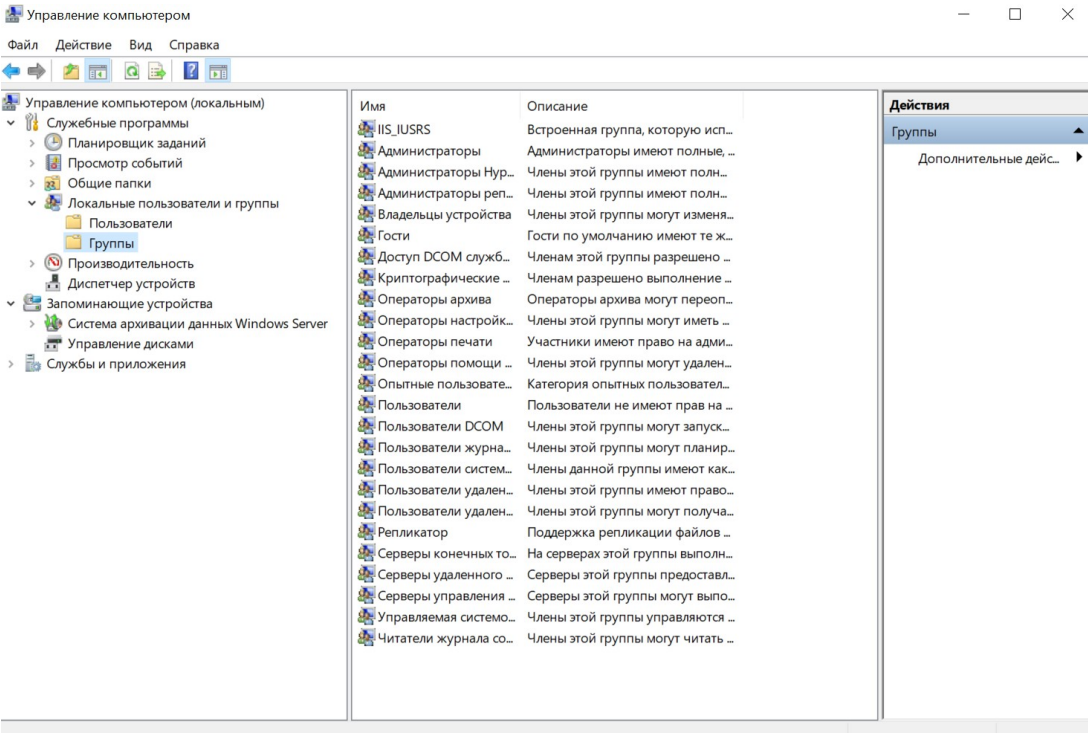 Управление компьютером
Файл Действие Вид Справка
Управление компьютером (локальным)
Служебные программы
Планировщик заданий
Просмотр событий
Общие папки
Локальные пользователи и группы
Пользователи
Группы
Производительность
Диспетчер устройств
Запоминающие устройства
Система архивации данных Windows Server
Управление дисками
Службы и приложения
Имя Описание
IIS_IUSRS Встроенная группа, которую исп...
Администраторы Администраторы имеют полные, ...
Администраторы Hyp... Члены этой группы имеют полн...
Администраторы реп... Члены этой группы имеют полн...
Владельцы устройства Члены этой группы могут изменя...
Гости Гости по умолчанию имеют те ж...
Доступ DCOM служб... Членам этой группы разрешено ...
Криптографические ... Членам разрешено выполнение ...
Операторы архива Операторы архива могут переоп...
Операторы настройк... Члены этой группы могут иметь ...
Операторы печати Участники имеют право на адми...
Операторы помощи ... Члены этой группы могут удален...
Опытные пользовате... Категория опытных пользовател...
Пользователи Пользователи не имеют прав на ...
Пользователи DCOM Члены этой группы могут запуск...
Пользователи журна... Члены этой группы могут планир...
Пользователи систем... Члены данной группы имеют как...
Пользователи удален... Члены этой группы имеют право...
Пользователи удален... Члены этой группы могут получа...
Репликатор Поддержка репликации файлов ...
Серверы конечных то... На серверах этой группы выполн...
Серверы удаленного ... Серверы этой группы предоставл...
Серверы управления ... Серверы этой группы могут выпо...
Управляемая системо... Члены этой группы управляются ...
Читатели журнала со... Члены этой группы могут читать ...
Действия
Группы
Дополнительные дейс...